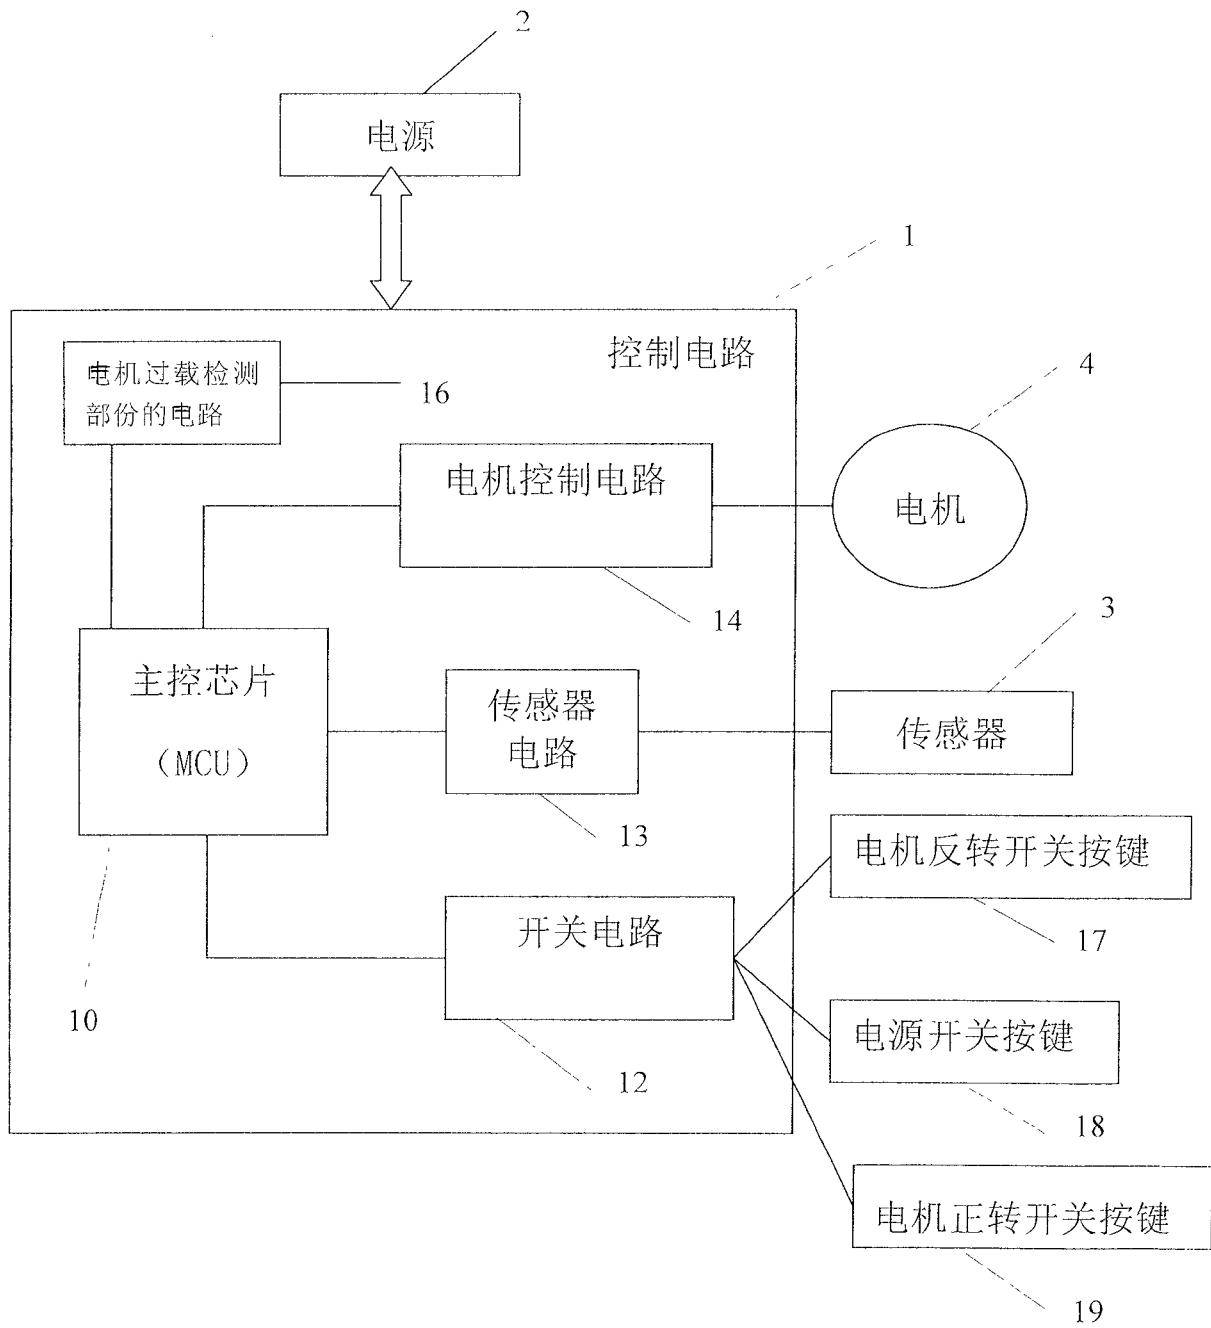 2
电源
1
控制电路
电机过载检测
部份的电路
16
4
电机控制电路
电机
14
3
主控芯片
（MCU）
传感器
电路
传感器
13
电机反转开关按键
17
开关电路
10
电源开关按键
12
18
电机正转开关按键
19